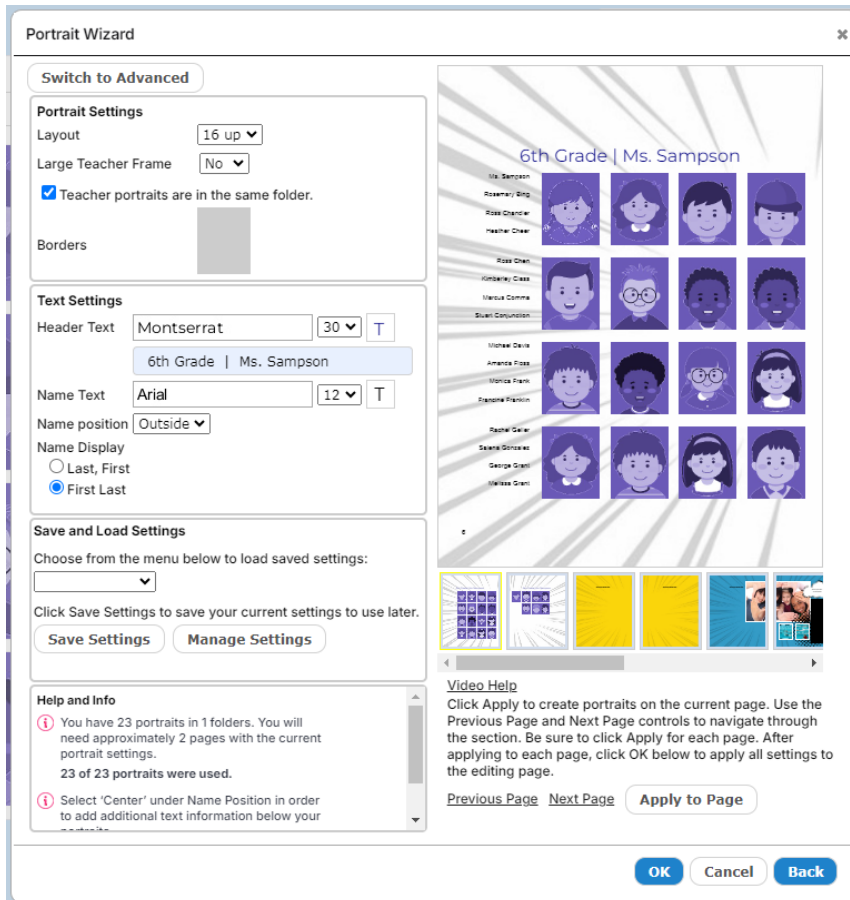 Portrait Wizard
Switch to Advanced
Portrait Settings
Layout 16 up
Large Teacher Frame No
Teacher portraits are in the same folder.
Borders
Text Settings
Header Text Montserrat 30 T
6th Grade | Ms. Sampson
Name Text Arial 12 T
Name position Outside
Name Display
Last, First
First Last
Save and Load Settings
Choose from the menu below to load saved settings:
Click Save Settings to save your current settings to use later.
Save Settings Manage Settings
Help and Info
You have 23 portraits in 1 folders. You will
need approximately 2 pages with the current
portrait settings.
23 of 23 portraits were used.
Select 'Center' under Name Position in order
to add additional text information below your
6th Grade | Ms. Sampson
Ms. Sampson
Rosemary Bing
Ross Chandler
Heather Cheer
Ross Chen
Kimberley Class
Marcus Comma
Stuart Conjunction
Michael Davis
Amanda Floss
Monica Frank
Francine Franklin
Rachel Geller
Selena Gonzalez
George Grant
Melissa Grant
6
Video Help
Click Apply to create portraits on the current page. Use the
Previous Page and Next Page controls to navigate through
the section. Be sure to click Apply for each page. After
applying to each page, click OK below to apply all settings to
the editing page.
Previous Page Next Page Apply to Page
OK Cancel Back